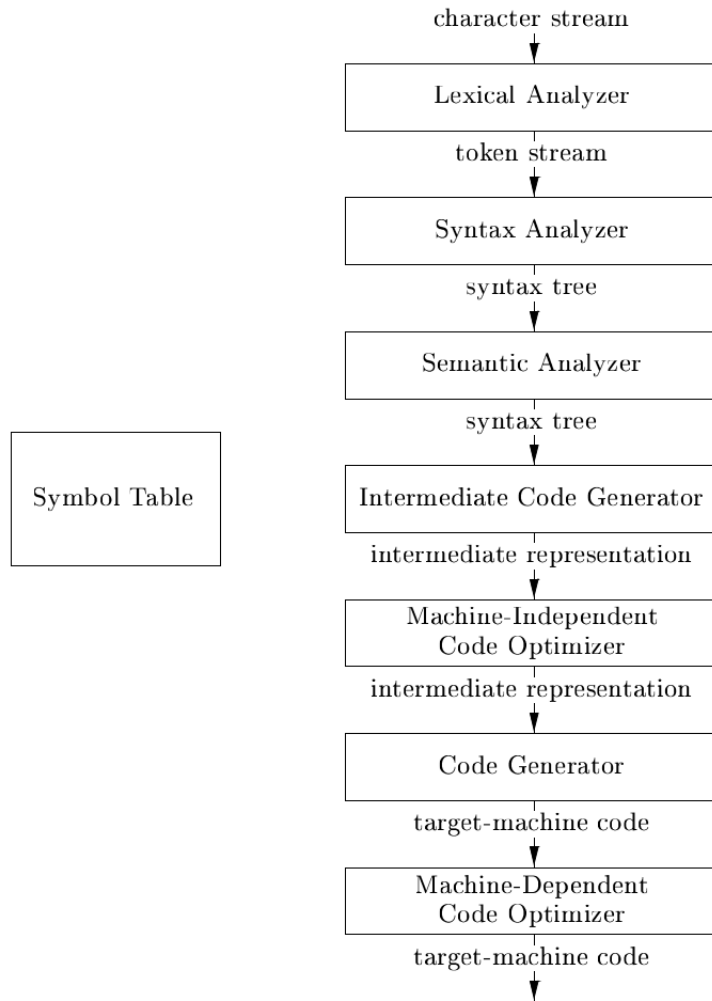 character stream
Lexical Analyzer
token stream
Syntax Analyzer
syntax tree
Semantic Analyzer
syntax tree
Symbol Table
Intermediate Code Generator
intermediate representation
Machine-Independent
Code Optimizer
intermediate representation
Code Generator
target-machine code
Machine-Dependent
Code Optimizer
target-machine code